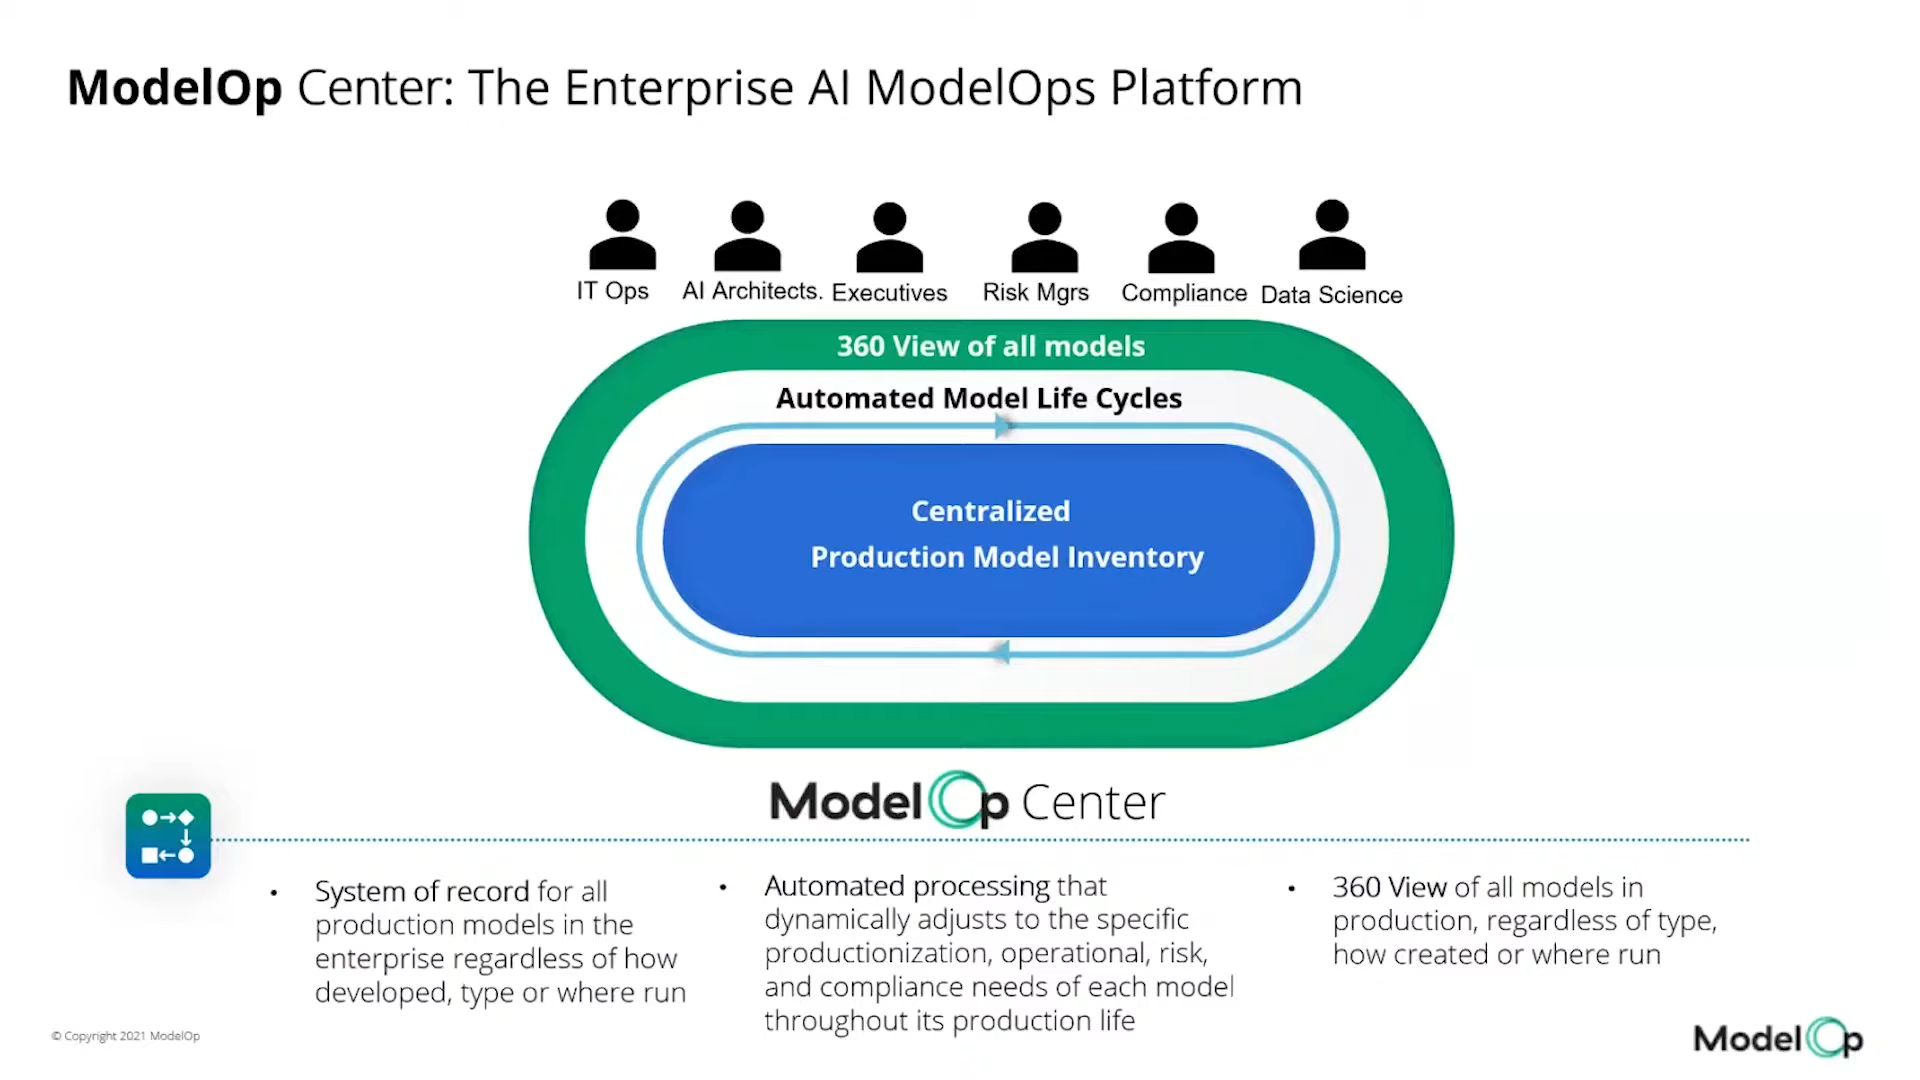 ModelOp Center: The Enterprise AI ModelOps Platform
IT Ops
AI Architects.
Executives
Risk Mgrs
Compliance
Data Science
360 View of all models
Automated Model Life Cycles
Centralized
Production Model Inventory
ModelOp Center
• System of record for all
production models in the
enterprise regardless of how
developed, type or where run
• Automated processing that
dynamically adjusts to the specific
productionization, operational, risk,
and compliance needs of each model
throughout its production life
• 360 View of all models in
production, regardless of type,
how created or where run
© Copyright 2021 ModelOp
ModelOp